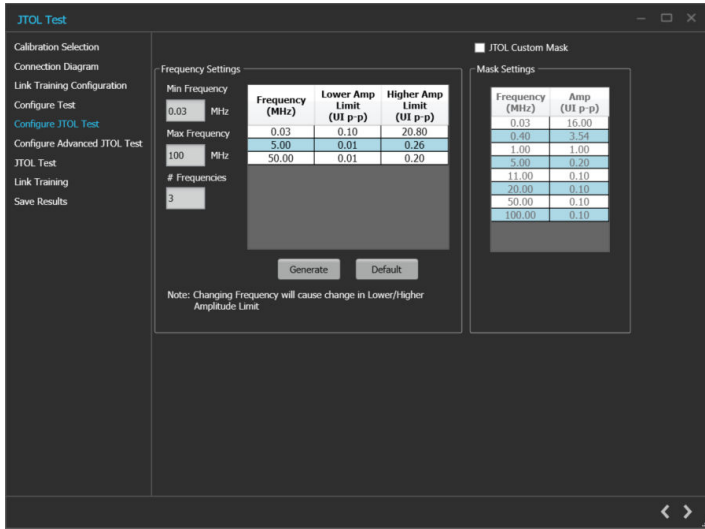 JTOL Test
Calibration Selection
Connection Diagram
Link Training Configuration
Configure Test
Configure JTOL Test
Configure Advanced JTOL Test
JTOL Test
Link Training
Save Results
JTOL Custom Mask
Frequency Settings
Min Frequency
0.03 MHz
Max Frequency
100 MHz
# Frequencies
3
Frequency (MHz) Lower Amp Limit (UI p-p) Higher Amp Limit (UI p-p)
0.03 0.10 20.80
5.00 0.01 0.26
50.00 0.01 0.20
Generate Default
Note: Changing Frequency will cause change in Lower/Higher
Amplitude Limit
Mask Settings
Frequency (MHz) Amp (UI p-p)
0.03 16.00
0.40 3.54
1.00 1.00
5.00 0.20
11.00 0.10
20.00 0.10
50.00 0.10
100.00 0.10